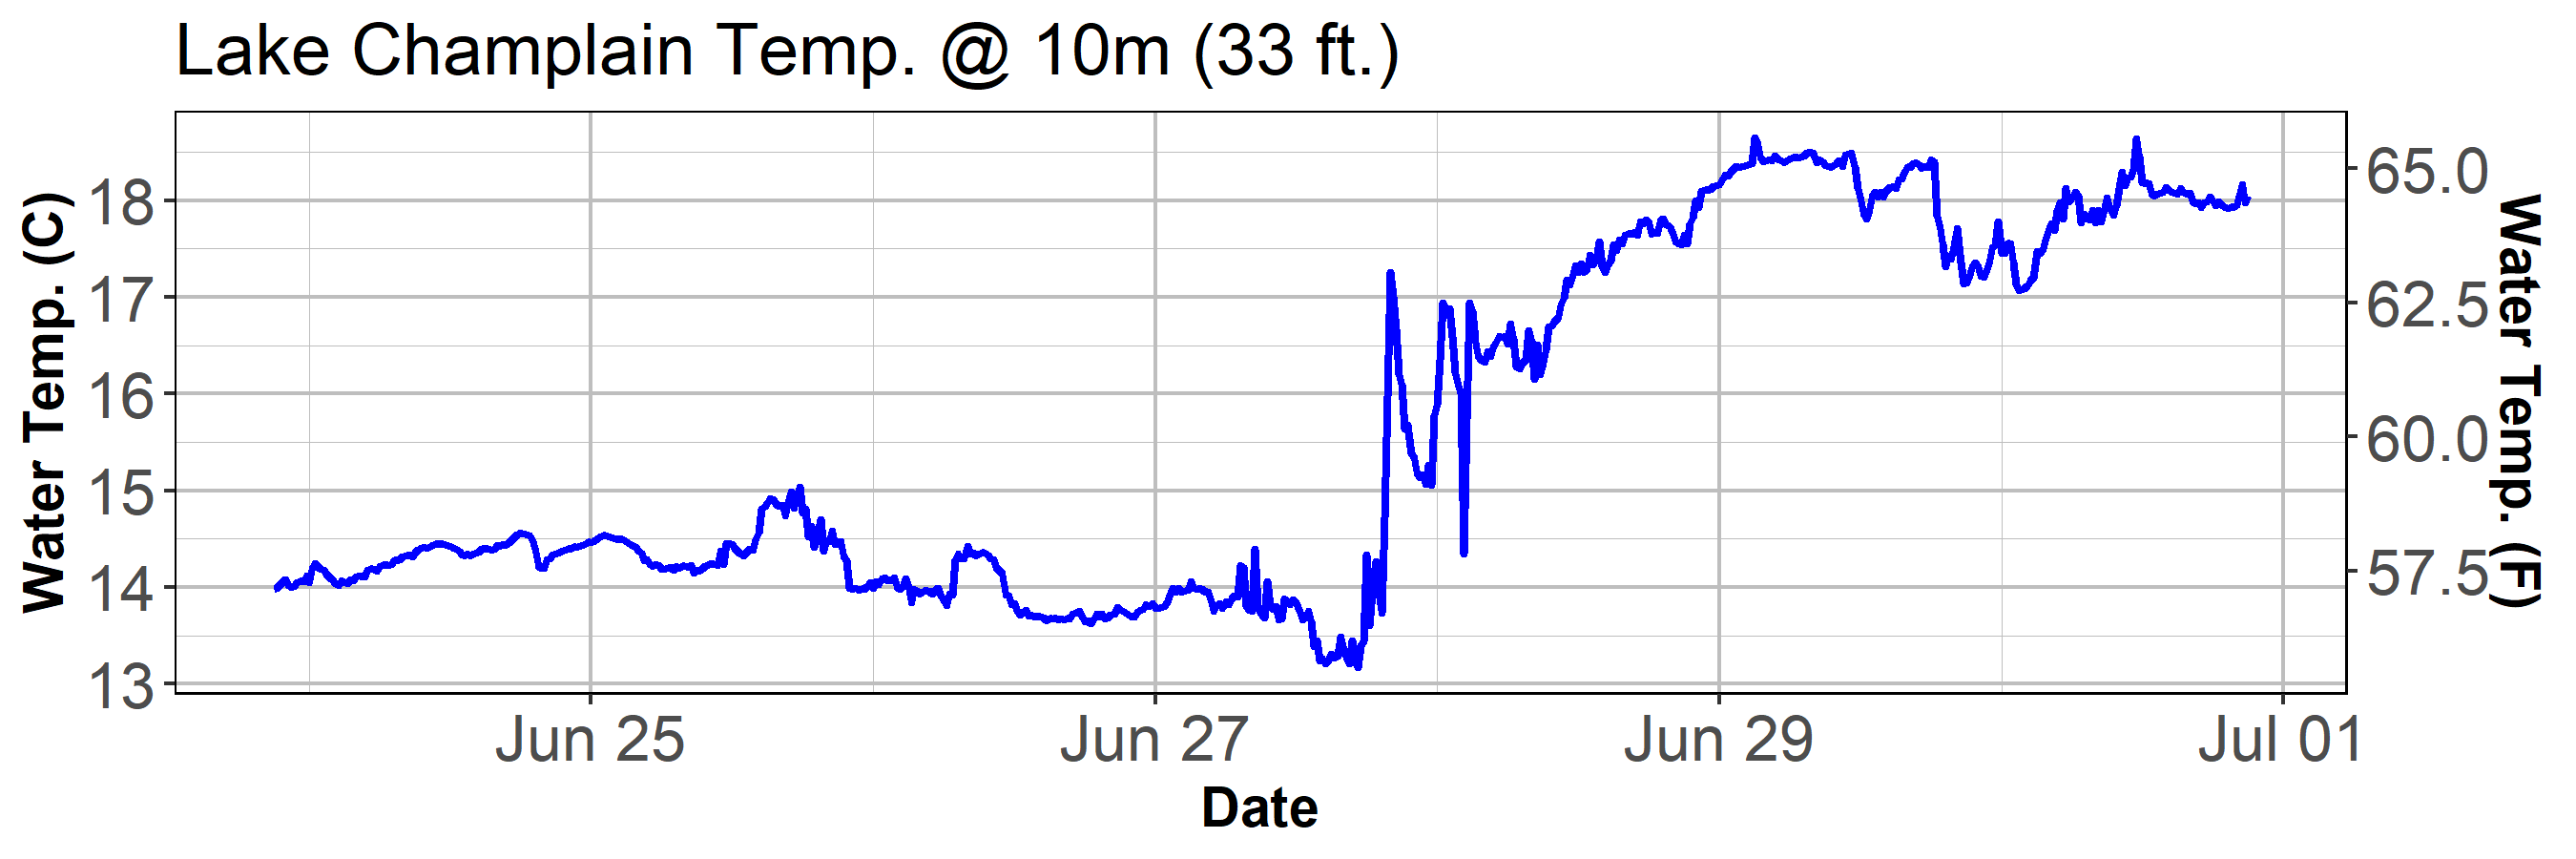 Lake Champlain Temp. @ 10m (33 ft.)
Water Temp. (C)
18
17
16
15
14
13
65.0
62.5
60.0
57.5
Water Temp. (F)
Jun 25
Jun 27
Jun 29
Jul 01
Date